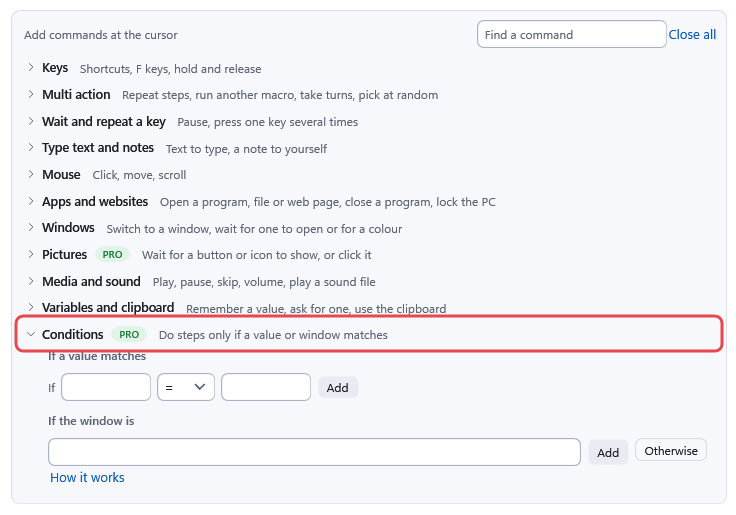 Add commands at the cursor Find a command Close all
Keys Shortcuts, F keys, hold and release
Multi action Repeat steps, run another macro, take turns, pick at random
Wait and repeat a key Pause, press one key several times
Type text and notes Text to type, a note to yourself
Mouse Click, move, scroll
Apps and websites Open a program, file or web page, close a program, lock the PC
Windows Switch to a window, wait for one to open or for a colour
Pictures PRO Wait for a button or icon to show, or click it
Media and sound Play, pause, skip, volume, play a sound file
Variables and clipboard Remember a value, ask for one, use the clipboard
Conditions PRO Do steps only if a value or window matches
If a value matches
If = Add
If the window is
Add Otherwise
How it works